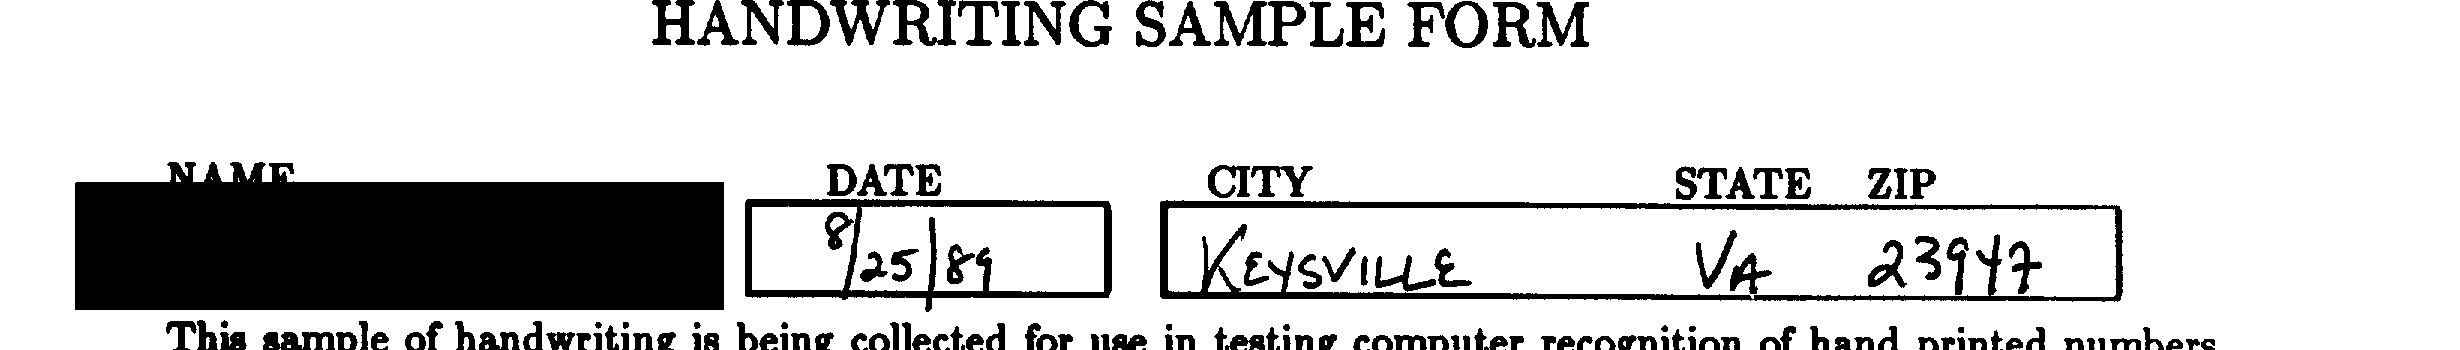 HANDWRITING SAMPLE FORM
NAME DATE CITY STATE ZIP
8/25/89 KEYSVILLE VA 23947
This sample of handwriting is being collected for use in testing computer recognition of hand printed numbers